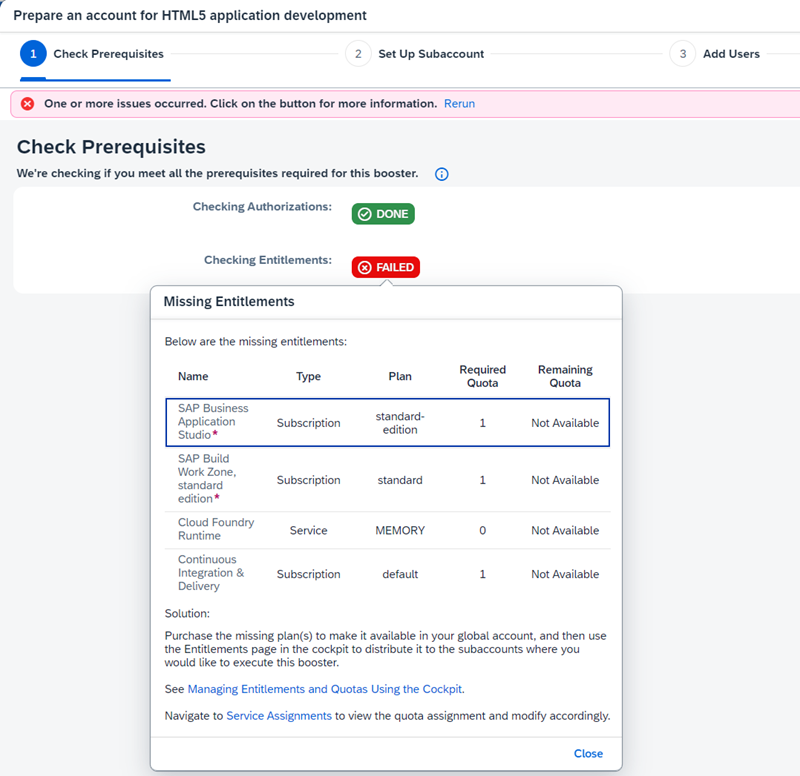 Prepare an account for HTML5 application development
1 Check Prerequisites 2 Set Up Subaccount 3 Add Users
One or more issues occurred. Click on the button for more information. Rerun
Check Prerequisites
We're checking if you meet all the prerequisites required for this booster.
Checking Authorizations: DONE
Checking Entitlements: FAILED
Missing Entitlements
Below are the missing entitlements:
Name Type Plan Required Quota Remaining Quota
SAP Business Application Studio* Subscription standard-edition 1 Not Available
SAP Build Work Zone, standard edition* Subscription standard 1 Not Available
Cloud Foundry Runtime Service MEMORY 0 Not Available
Continuous Integration & Delivery Subscription default 1 Not Available
Solution:
Purchase the missing plan(s) to make it available in your global account, and then use
the Entitlements page in the cockpit to distribute it to the subaccounts where you
would like to execute this booster.
See Managing Entitlements and Quotas Using the Cockpit.
Navigate to Service Assignments to view the quota assignment and modify accordingly.
Close